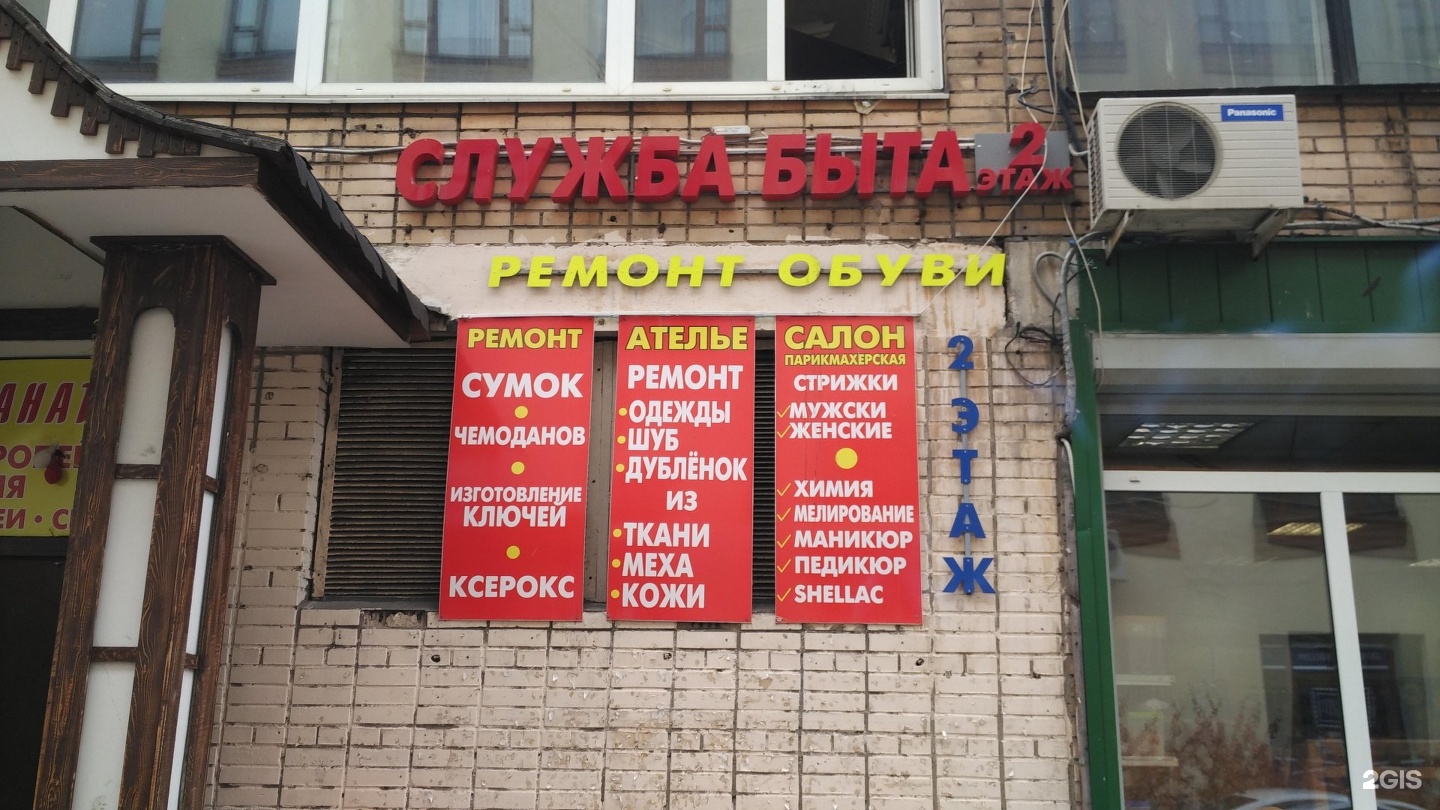 СЛУЖБА БЫТА 2 ЭТАЖ
Panasonic
РЕМОНТ ОБУВИ
РЕМОНТ
СУМОК
ЧЕМОДАНОВ
ИЗГОТОВЛЕНИЕ
КЛЮЧЕЙ
КСЕРОКС
АТЕЛЬЕ
РЕМОНТ
•ОДЕЖДЫ
•ШУБ
•ДУБЛЁНОК
ИЗ
•ТКАНИ
•МЕХА
•КОЖИ
САЛОН
ПАРИКМАХЕРСКАЯ
СТРИЖКИ
✓МУЖСКИ
✓ЖЕНСКИЕ
✓ХИМИЯ
✓МЕЛИРОВАНИЕ
✓МАНИКЮР
✓ПЕДИКЮР
✓SHELLAC
2 ЭТАЖ
2GIS